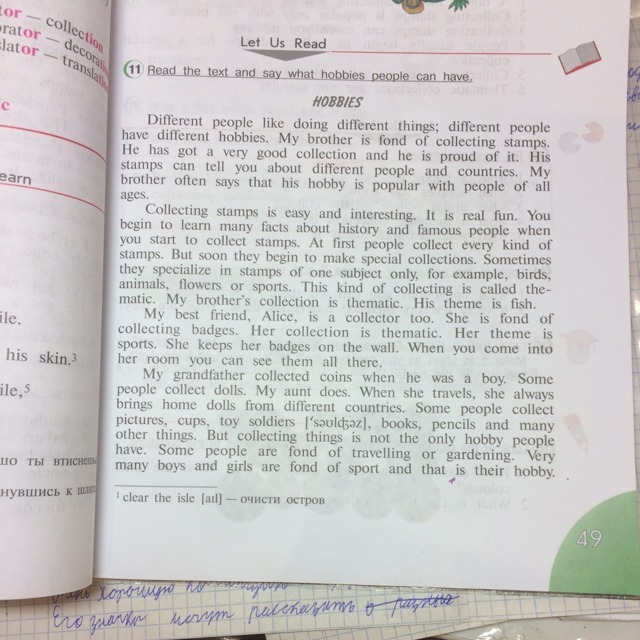 tor — collection
rator — decorati
slator — translati
c
earn
ile.
his skin.³
ile,⁵
шо ты втиснешь
нувшись к
Let Us Read
11 Read the text and say what hobbies people can have.
HOBBIES
Different people like doing different things; different people
have different hobbies. My brother is fond of collecting stamps.
He has got a very good collection and he is proud of it. His
stamps can tell you about different people and countries. My
brother often says that his hobby is popular with people of all
ages.
Collecting stamps is easy and interesting. It is real fun. You
begin to learn many facts about history and famous people when
you start to collect stamps. At first people collect every kind of
stamps. But soon they begin to make special collections. Sometimes
they specialize in stamps of one subject only, for example, birds,
animals, flowers or sports. This kind of collecting is called the-
matic. My brother's collection is thematic. His theme is fish.
My best friend, Alice, is a collector too. She is fond of
collecting badges. Her collection is thematic. Her theme is
sports. She keeps her badges on the wall. When you come into
her room you can see them all there.
My grandfather collected coins when he was a boy. Some
people collect dolls. My aunt does. When she travels, she always
brings home dolls from different countries. Some people collect
pictures, cups, toy soldiers [ˈsəʊldʒəz], books, pencils and many
other things. But collecting things is not the only hobby people
have. Some people are fond of travelling or gardening. Very
many boys and girls are fond of sport and that is their hobby.
¹ clear the isle [aıl] — очисти остров
49
Его значки могут рассказать о разных